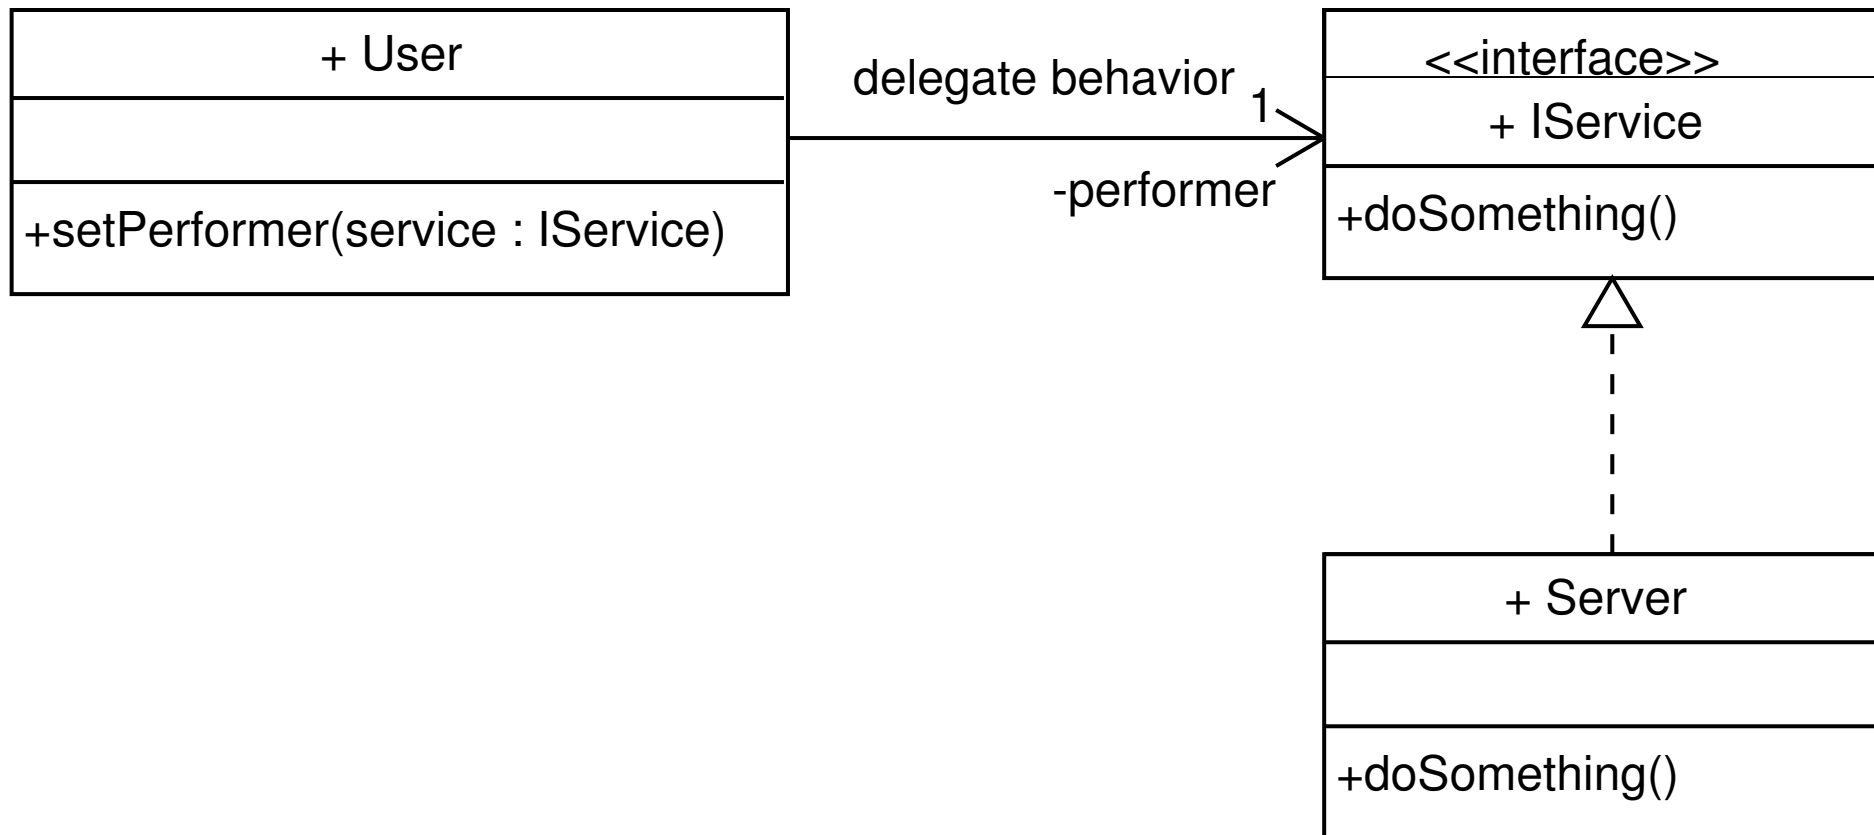 + User
+setPerformer(service : IService)
delegate behavior
1
-performer
<<interface>>
+ IService
+doSomething()
+ Server
+doSomething()